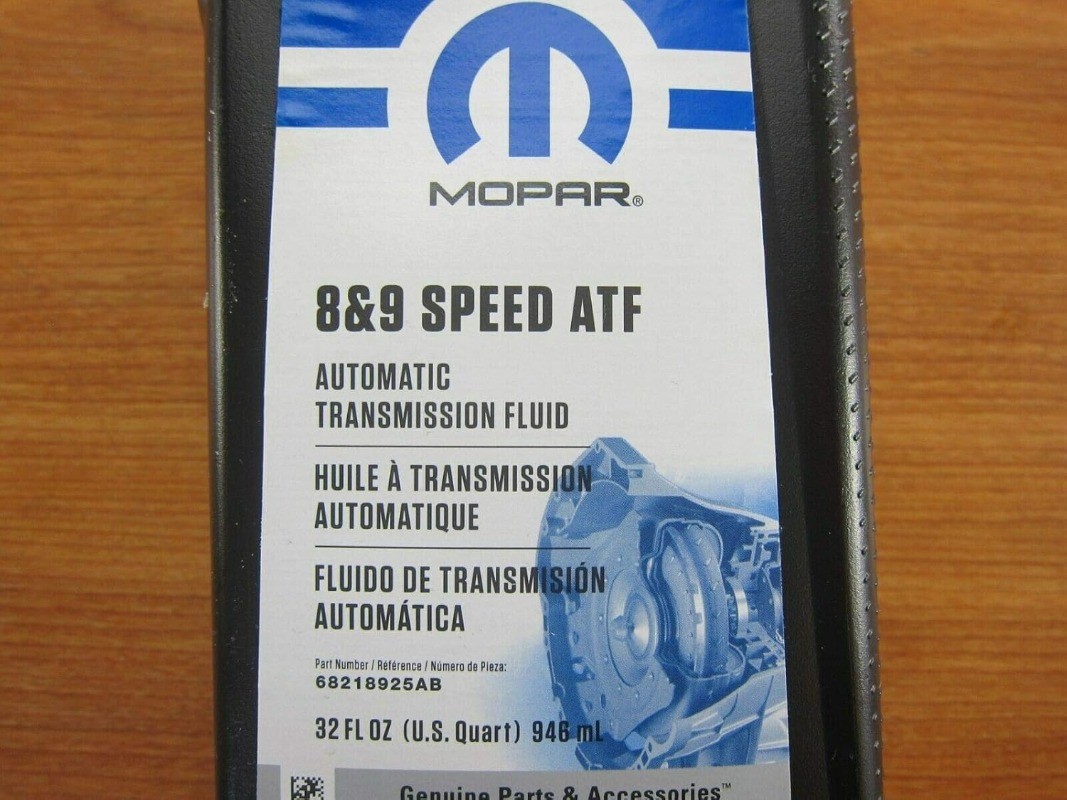 MOPAR®
8&9 SPEED ATF
AUTOMATIC
TRANSMISSION FLUID
HUILE À TRANSMISSION
AUTOMATIQUE
FLUIDO DE TRANSMISIÓN
AUTOMÁTICA
Part Number / Référence / Número de Pieza:
68218925AB
32 FL OZ (U.S. Quart) 946 mL
Genuine Parts & Accessories™